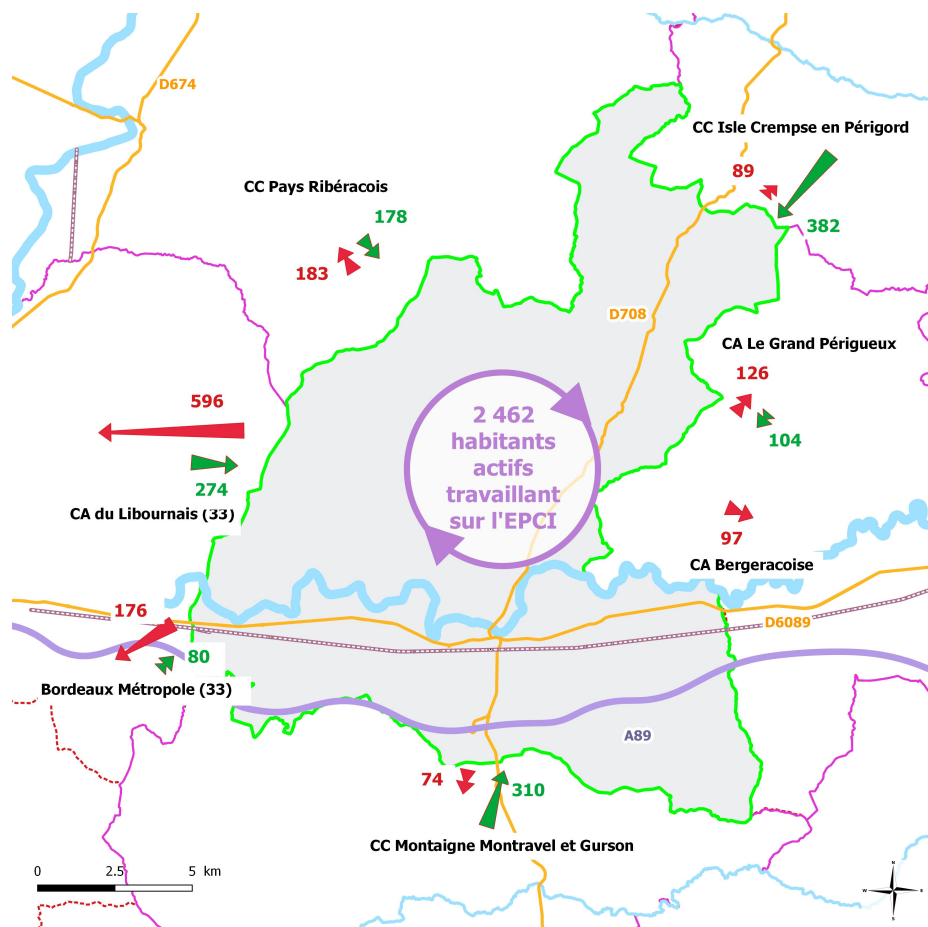 D674
CC Isle Crempse en Périgord
89
382
CC Pays Ribéracois
178
183
D708
CA Le Grand Périgueux
126
104
596
274
CA du Libournais (33)
2 462
habitants
actifs
travaillant
sur l'EPCI
97
CA Bergeracoise
176
80
Bordeaux Métropole (33)
D6089
A89
74
310
CC Montaigne Montravel et Gurson
0 2.5 5 km
N
W E
S